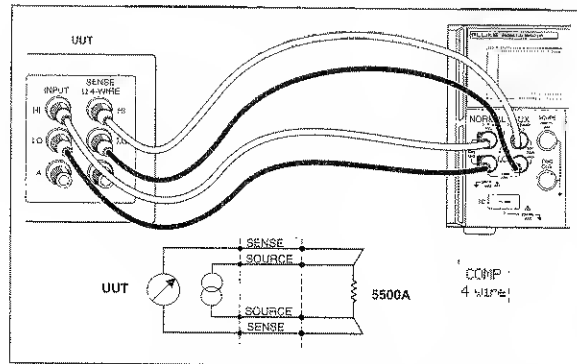 UUT
INPUT
SENSE
Ω 4-WIRE
HI
HI
LO
A
FLUKE
NORMAL
AUX
SENSE
SOURCE
UUT
5500A
SOURCE
SENSE
COMP
4 wire